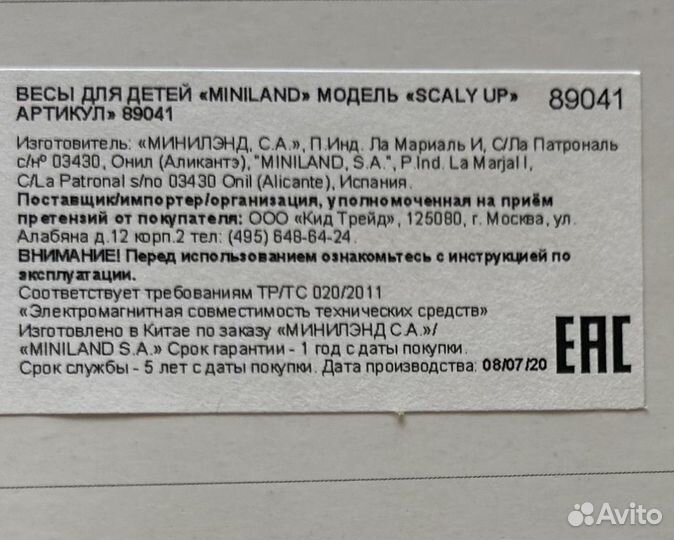 ВЕСЫ ДЛЯ ДЕТЕЙ «MINILAND» МОДЕЛЬ «SCALY UP» 89041
АРТИКУЛ» 89041
Изготовитель: «МИНИЛЭНД, С.А.», П.Инд. Ла Мариаль И, С/Ла Патрональ
с/нº 03430, Онил (Аликантэ), "MINILAND, S.A.", P.Ind. La Marjal I,
C/La Patronal s/no 03430 Onil (Alicante), Испания.
Поставщик/импортер/организация, уполномоченная на приём
претензий от покупателя: ООО «Кид Трейд», 125080, г. Москва, ул.
Алабяна д.12 корп.2 тел: (495) 648-64-24.
ВНИМАНИЕ! Перед использованием ознакомьтесь с инструкцией по
эксплуатации.
Соответствует требованиям ТР/ТС 020/2011
«Электромагнитная совместимость технических средств»
Изготовлено в Китае по заказу «МИНИЛЭНД С.А.»/
«MINILAND S.A.» Срок гарантии - 1 год с даты покупки.
Срок службы - 5 лет с даты покупки. Дата производства: 08/07/20
EAC
Avito